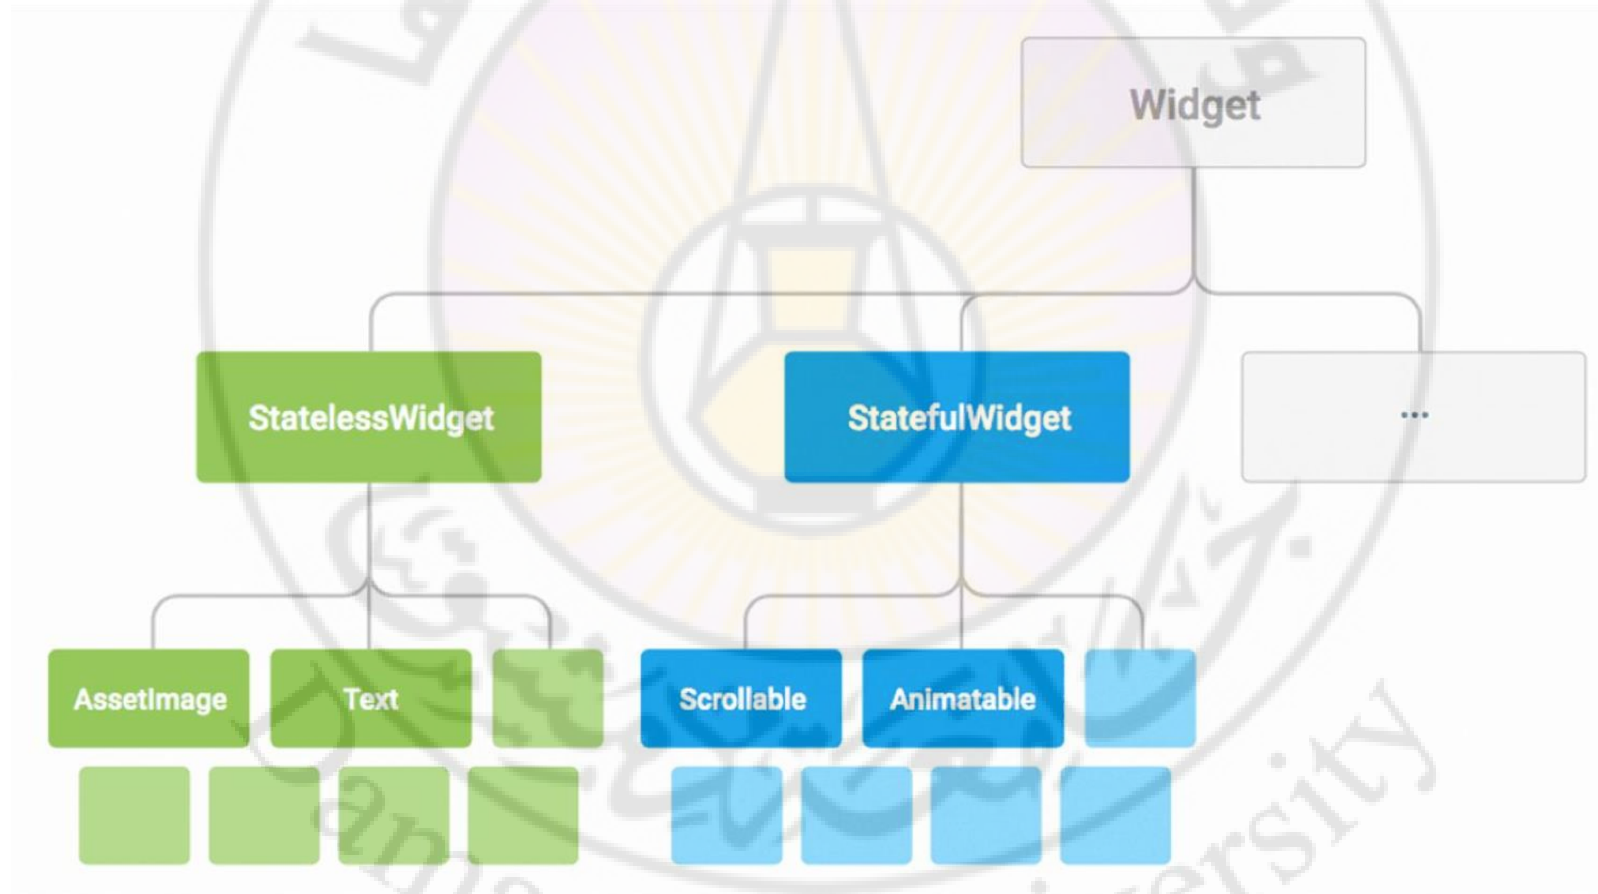 Widget
StatelessWidget
StatefulWidget
...
AssetImage
Text
Scrollable
Animatable